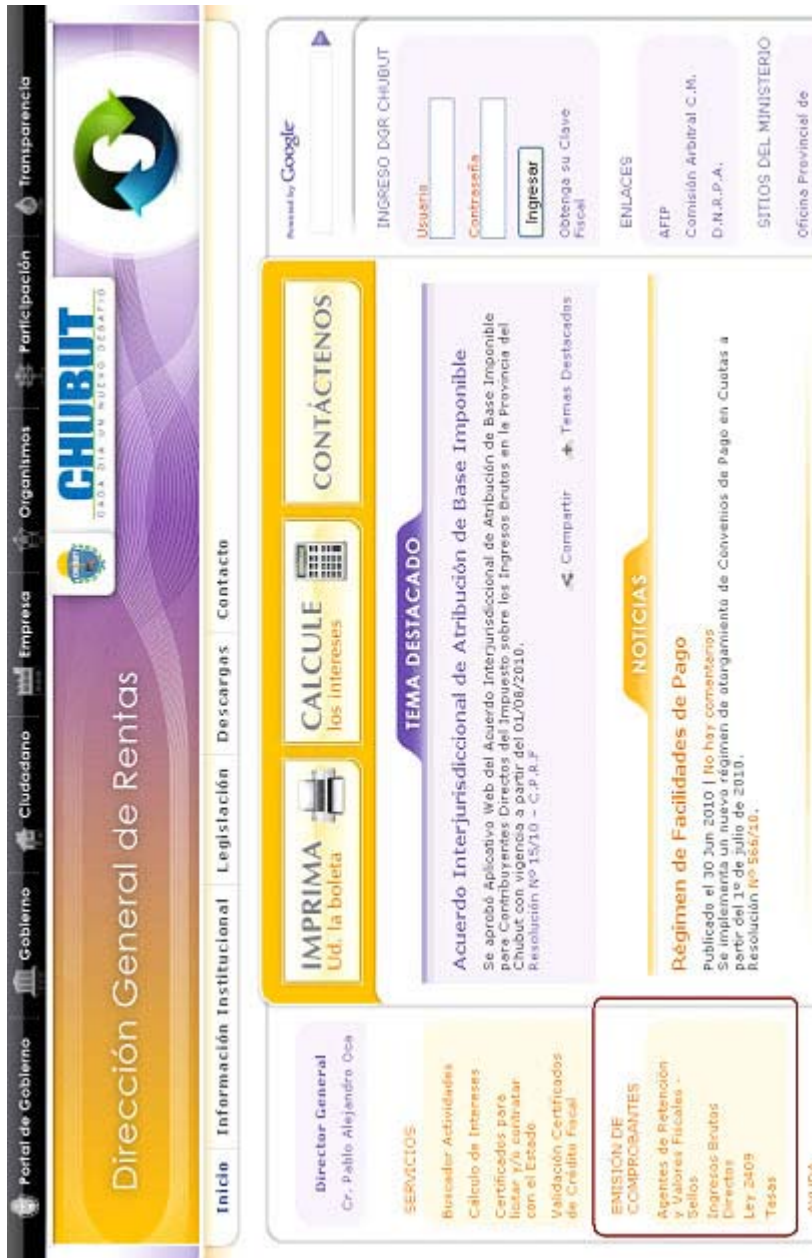 Portal de Gobierno
Gobierno
Ciudadano
Empresa
Organismos
Participación
Transparencia
Dirección General de Rentas
CHUBUT
CADA DIA UN NUEVO DESAFIO
Inicio
Información Institucional
Legislación
Descargas
Contacto
Director General
Cr. Pablo Alejandro Oca
SERVICIOS
Buscador Actividades
Calculo de Intereses
Certificados para
licitar y/o contratar
con el Estado
Validación Certificados
de Crédito Fiscal
EMISION DE
COMPROBANTES
Agentes de Retención
y Valores Fiscales -
Sellos
Ingresos Brutos
Directos
Ley 2409
Tasas
IMPRIMA
Ud. la boleta
CALCULE
los intereses
CONTÁCTENOS
TEMA DESTACADO
Acuerdo Interjurisdiccional de Atribución de Base Imponible
Se aprobó Aplicativo Web del Acuerdo Interjurisdiccional de Atribución de Base Imponible
para Contribuyentes Directos del Impuesto sobre los Ingresos Brutos en la Provincia del
Chubut con vigencia a partir del 01/08/2010.
Resolución Nº 15/10 – C.P.R.F
Compartir
Temas Destacados
NOTICIAS
Régimen de Facilidades de Pago
Publicado el 30 Jun 2010 | No hay comentarios
Se implementa un nuevo régimen de otorgamiento de Convenios de Pago en Cuotas a
partir del 1º de julio de 2010.
Resolución Nº 566/10.
Powered by Google
INGRESO DGR CHUBUT
Usuario
Contraseña
Ingresar
Obtenga su Clave
Fiscal
ENLACES
AFIP
Comisión Arbitral C.M.
D.N.R.P.A.
SITIOS DEL MINISTERIO
Oficina Provincial de